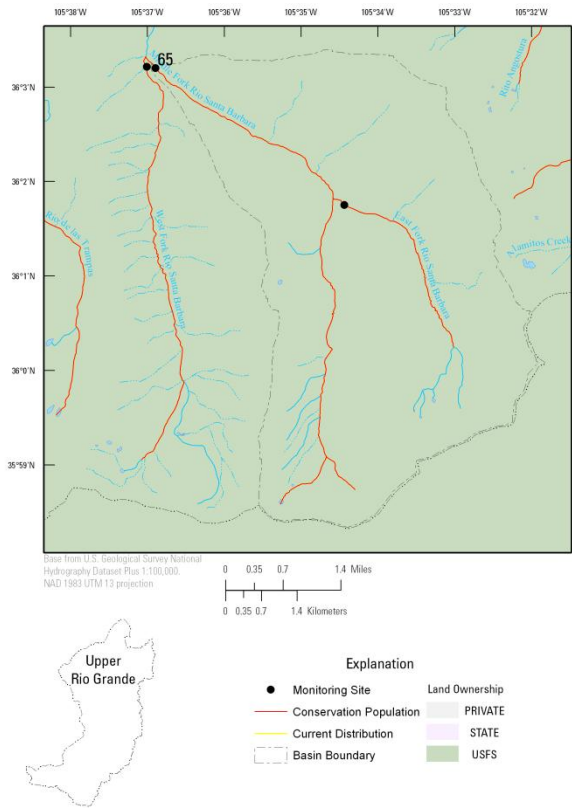 105°38'W 105°37'W 105°36'W 105°35'W 105°34'W 105°33'W 105°32'W
65
Fork Rio Santa Barbara
Rito Angostura
36°3'N
36°2'N
Rio de las Trampas
West Fork Rio Santa Barbara
East Fork Rio Santa Barbara
Alamitos Creek
36°1'N
36°0'N
35°59'N
Base from U.S. Geological Survey National
Hydrography Dataset Plus 1:100,000.
NAD 1983 UTM 13 projection
0 0.35 0.7 1.4 Miles
0 0.35 0.7 1.4 Kilometers
Upper
Rio Grande
Explanation
Monitoring Site
Conservation Population
Current Distribution
Basin Boundary
Land Ownership
PRIVATE
STATE
USFS